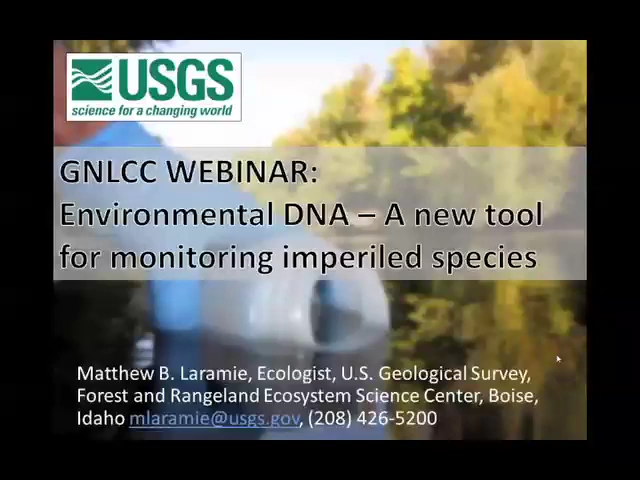 USGS
science for a changing world
GNLCC WEBINAR:
Environmental DNA – A new tool
for monitoring imperiled species
Matthew B. Laramie, Ecologist, U.S. Geological Survey,
Forest and Rangeland Ecosystem Science Center, Boise,
Idaho mlaramie@usgs.gov, (208) 426-5200